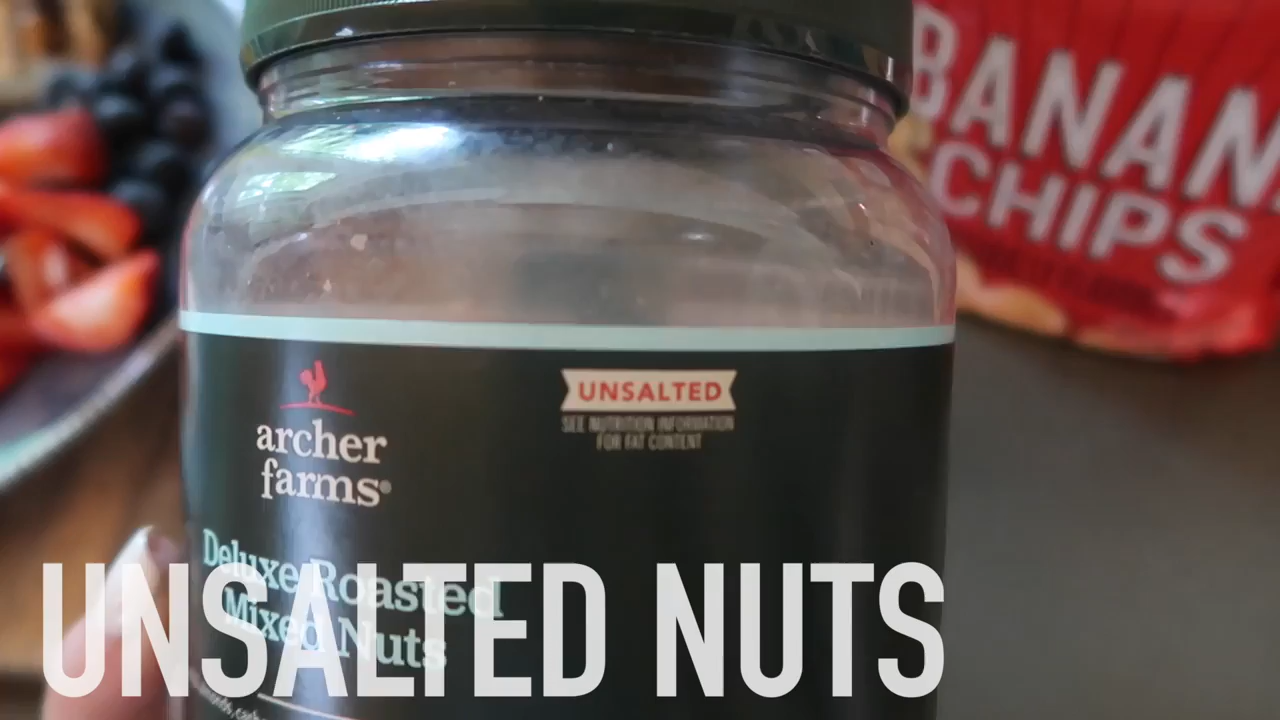 BANAN
CHIPS
UNSALTED
SEE NUTRITION INFORMATION
FOR FAT CONTENT
archer
farms®
Deluxe Roasted
Mixed Nuts
UNSALTED NUTS